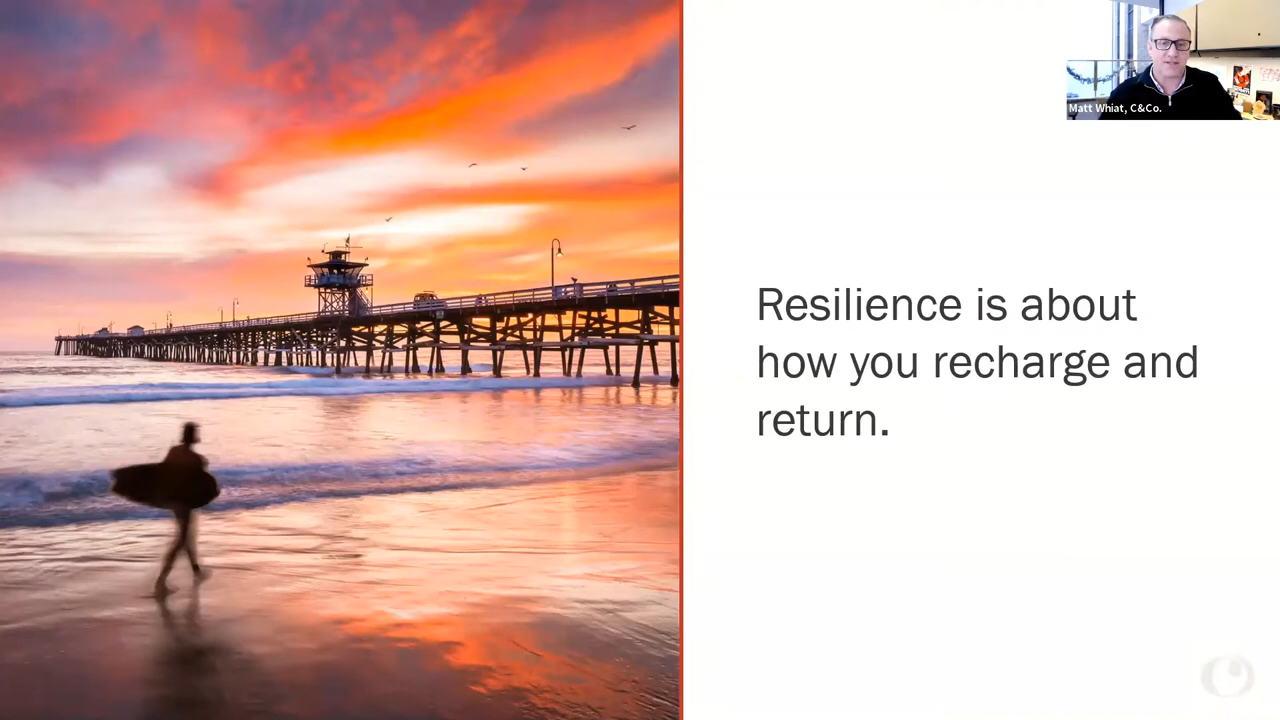 Matt Whiat, C&Co.
Resilience is about
how you recharge and
return.